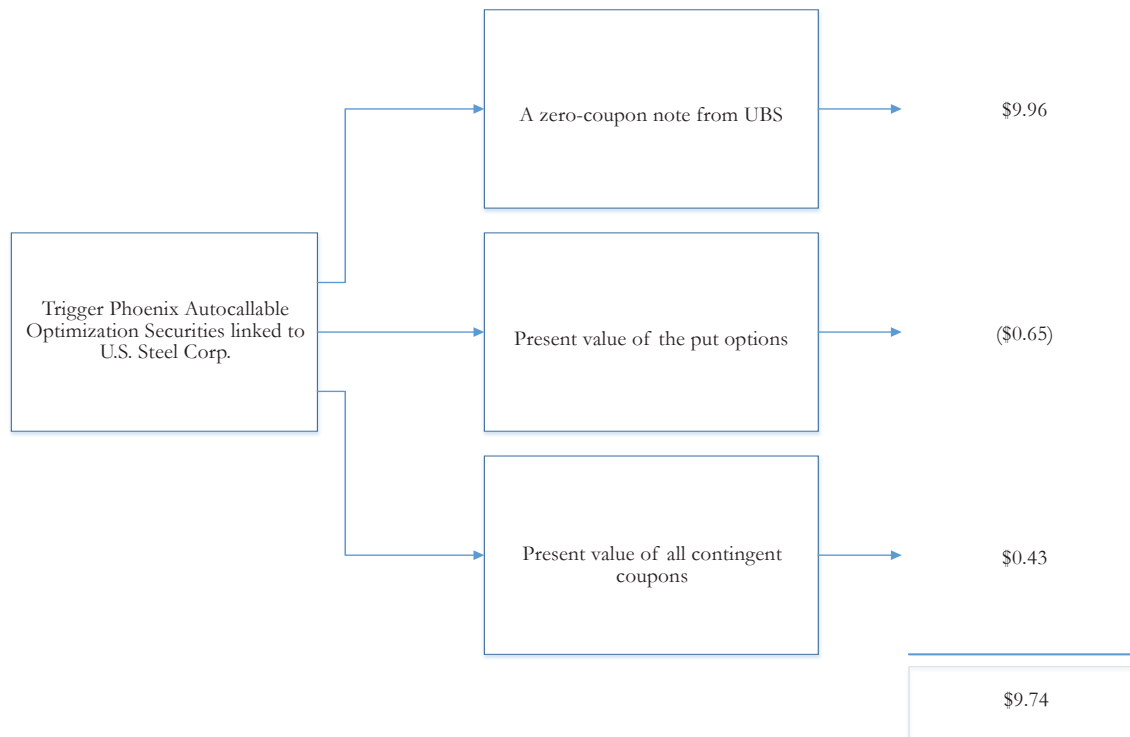 A zero-coupon note from UBS
$9.96
Trigger Phoenix Autocallable
Optimization Securities linked to
U.S. Steel Corp.
Present value of the put options
($0.65)
Present value of all contingent
coupons
$0.43
$9.74